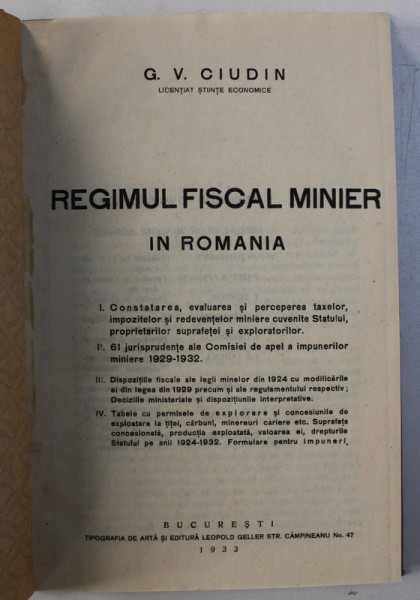 G. V. CIUDIN
LICENȚIAT ȘTIINȚE ECONOMICE
REGIMUL FISCAL MINIER
IN ROMANIA
I. Constatarea, evaluarea și perceperea taxelor,
impozitelor și redevențelor miniere cuvenite Statului,
proprietarilor suprafeței și exploratorilor.
II. 61 jurisprudențe ale Comisiei de apel a impunerilor
miniere 1929-1932.
III. Dispozițiile fiscale ale legii minelor din 1924 cu modificările
ei din legea din 1929 precum și ale regulamentului respectiv;
Deciziile ministeriale și dispozițiunile interpretative.
IV. Tabele cu permisele de explorare și concesiunile de
exploatare la țiței, cărbuni, minereuri cariere etc. Suprafața
concesionată, producția exploatată, valoarea ei, drepturile
Statului pe anii 1924-1932. Formulare pentru impuneri.
BUCUREȘTI
TIPOGRAFIA DE ARTĂ ȘI EDITURĂ LEOPOLD GELLER STR. CÂMPINEANU No. 47
1933